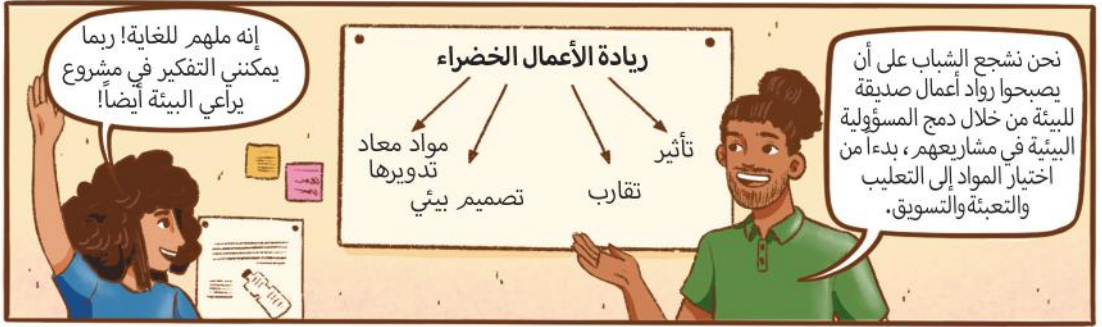 نحن نشجع الشباب على أن
يصبحوا رواد أعمال صديقة
للبيئة من خلال دمج المسؤولية
البيئية في مشاريعهم، بدءاً من
اختيار المواد إلى التعليب
والتعبئة والتسويق.
ريادة الأعمال الخضراء
تأثير
تقارب
تصميم بيئي
مواد معاد
تدويرها
إنه ملهم للغاية! ربما
يمكنني التفكير في مشروع
يراعي البيئة أيضاً!